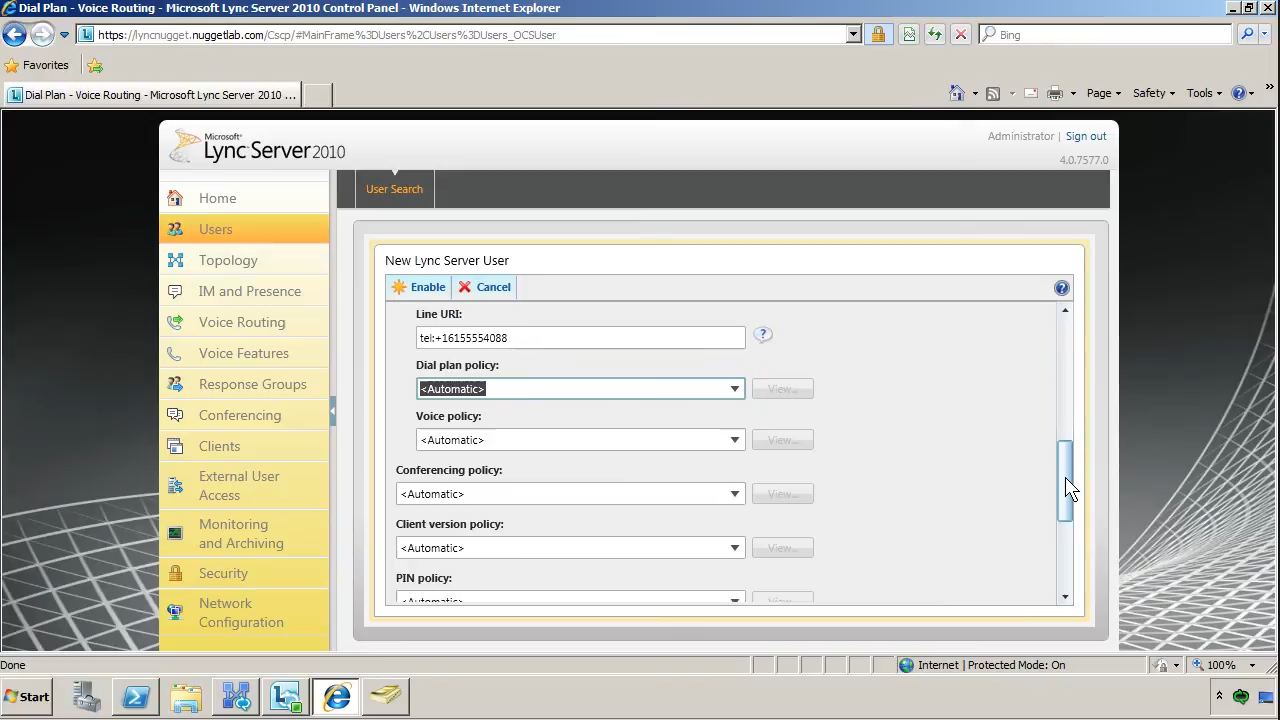 Dial Plan - Voice Routing - Microsoft Lync Server 2010 Control Panel - Windows Internet Explorer
https://lyncnugget.nuggetlab.com/Cscp/#MainFrame%3DUsers%2CUsers%3DUsers_OCSUser
Bing
Favorites
Dial Plan - Voice Routing - Microsoft Lync Server 2010 ...
Page
Safety
Tools
Microsoft®
Lync Server 2010
Administrator | Sign out
4.0.7577.0
Home
Users
Topology
IM and Presence
Voice Routing
Voice Features
Response Groups
Conferencing
Clients
External User
Access
Monitoring
and Archiving
Security
Network
Configuration
User Search
New Lync Server User
Enable
Cancel
Line URI:
tel:+16155554088
Dial plan policy:
<Automatic>
View...
Voice policy:
<Automatic>
View...
Conferencing policy:
<Automatic>
View...
Client version policy:
<Automatic>
View...
PIN policy:
<Automatic>
View...
Done
Internet | Protected Mode: On
100%
Start